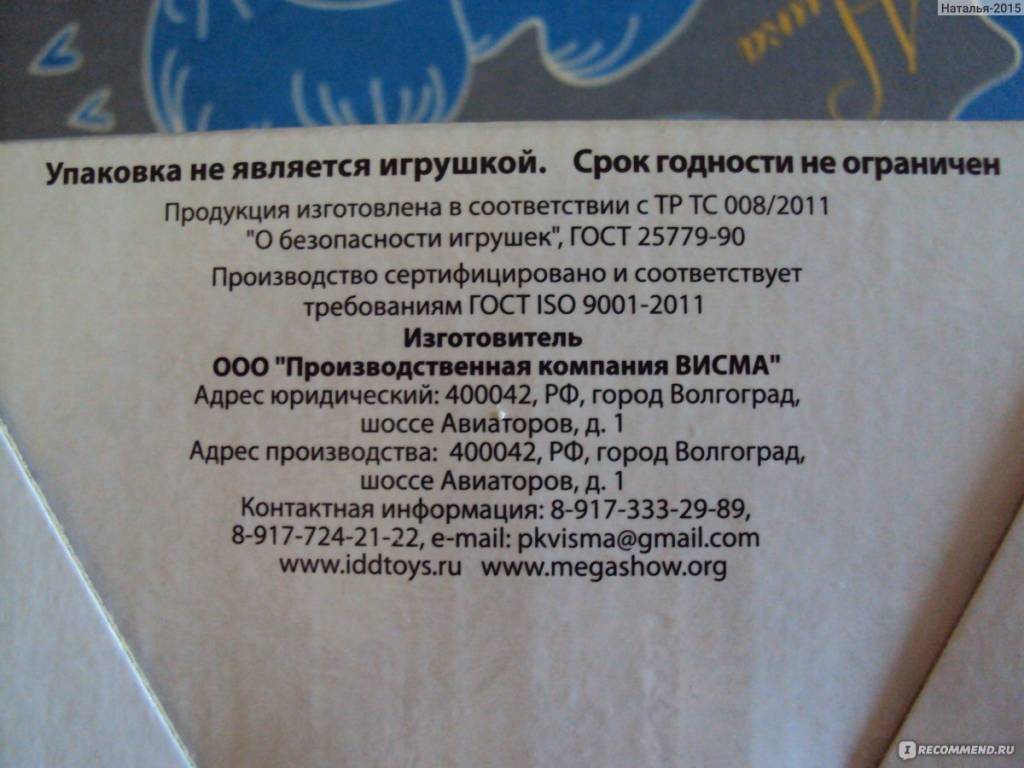 Наталья-2015
Упаковка не является игрушкой. Срок годности не ограничен
Продукция изготовлена в соответствии с ТР ТС 008/2011
"О безопасности игрушек", ГОСТ 25779-90
Производство сертифицировано и соответствует
требованиям ГОСТ ISO 9001-2011
Изготовитель
ООО "Производственная компания ВИСМА"
Адрес юридический: 400042, РФ, город Волгоград,
шоссе Авиаторов, д. 1
Адрес производства: 400042, РФ, город Волгоград,
шоссе Авиаторов, д. 1
Контактная информация: 8-917-333-29-89,
8-917-724-21-22, e-mail: pkvisma@gmail.com
www.iddtoys.ru www.megashow.org
IRECOMMEND.RU